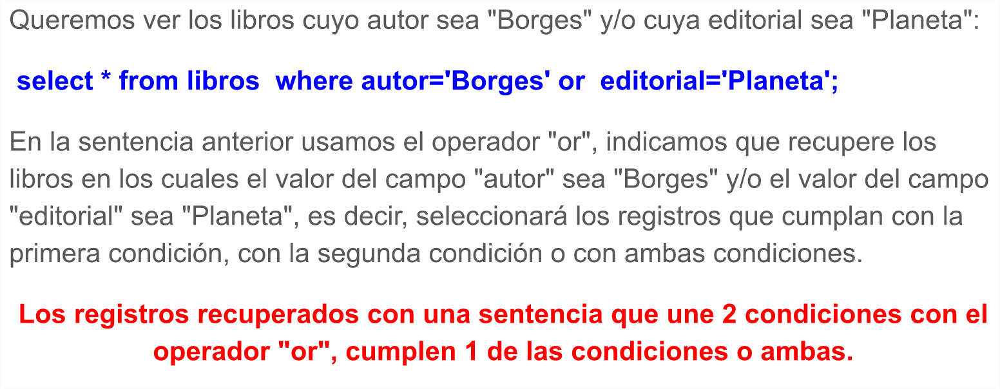 Queremos ver los libros cuyo autor sea "Borges" y/o cuya editorial sea "Planeta":
select * from libros  where autor='Borges' or  editorial='Planeta';
En la sentencia anterior usamos el operador "or", indicamos que recupere los
libros en los cuales el valor del campo "autor" sea "Borges" y/o el valor del campo
"editorial" sea "Planeta", es decir, seleccionará los registros que cumplan con la
primera condición, con la segunda condición o con ambas condiciones.
Los registros recuperados con una sentencia que une 2 condiciones con el
operador "or", cumplen 1 de las condiciones o ambas.